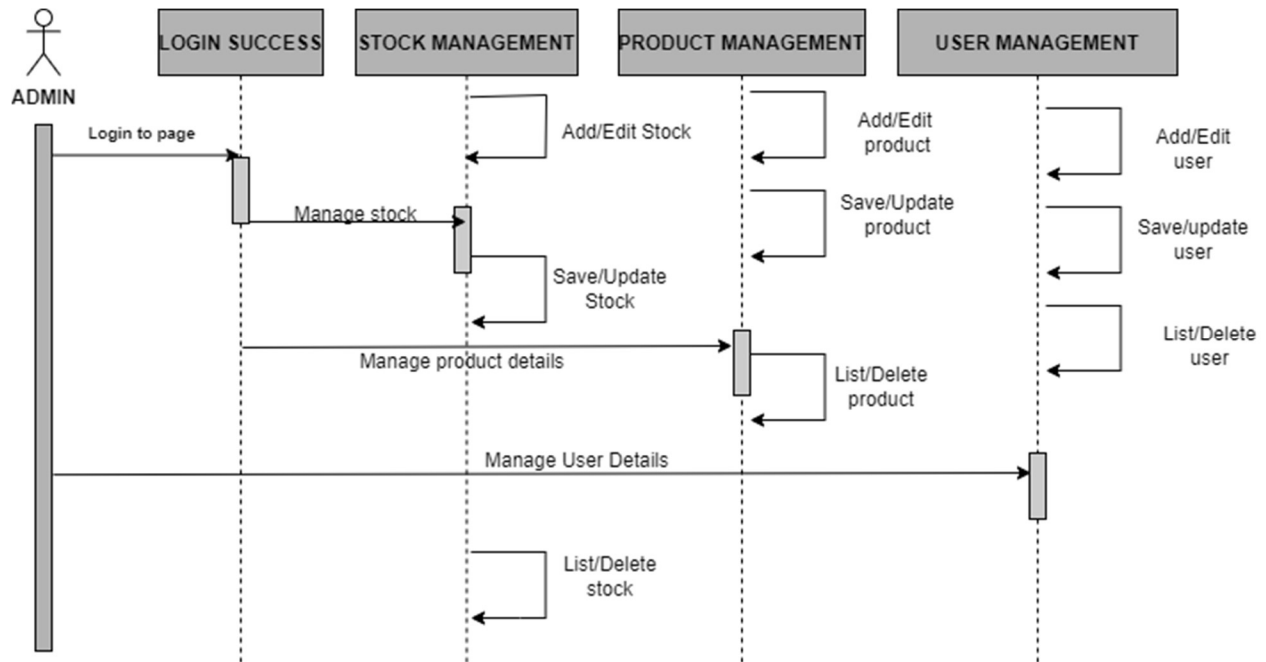 LOGIN SUCCESS
STOCK MANAGEMENT
PRODUCT MANAGEMENT
USER MANAGEMENT
ADMIN
Login to page
Add/Edit Stock
Add/Edit
product
Add/Edit
user
Manage stock
Save/Update
product
Save/update
user
Save/Update
Stock
Manage product details
List/Delete
product
List/Delete
user
Manage User Details
List/Delete
stock